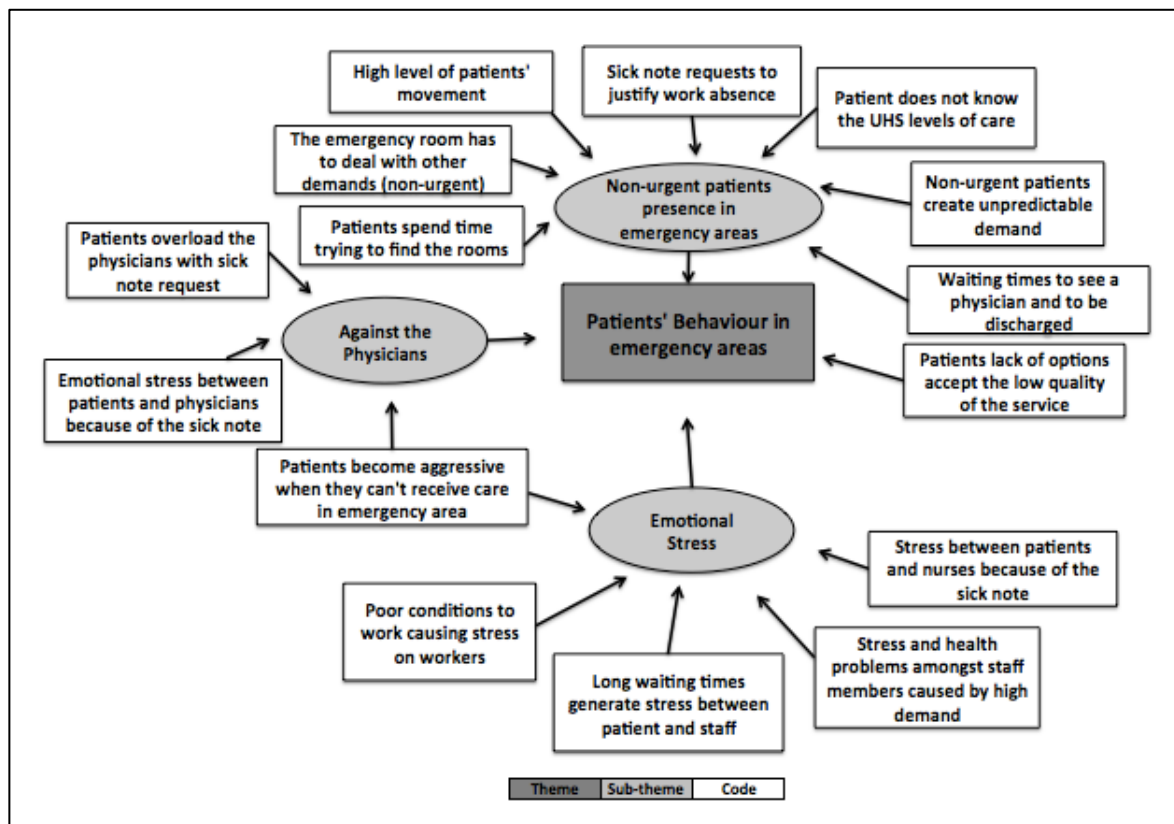 High level of patients'
movement
Sick note requests to
justify work absence
Patient does not know
the UHS levels of care
The emergency room has
to deal with other
demands (non-urgent)
Non-urgent patients
presence in
emergency areas
Non-urgent patients
create unpredictable
demand
Patients spend time
trying to find the rooms
Patients overload the
physicians with sick
note request
Waiting times to see a
physician and to be
discharged
Against the
Physicians
Patients' Behaviour in
emergency areas
Patients lack of options
accept the low quality
of the service
Emotional stress between
patients and physicians
because of the sick note
Patients become aggressive
when they can't receive care
in emergency area
Emotional
Stress
Stress between patients
and nurses because of the
sick note
Poor conditions to
work causing stress
on workers
Long waiting times
generate stress between
patient and staff
Stress and health
problems amongst staff
members caused by high
demand
Theme Sub-theme Code